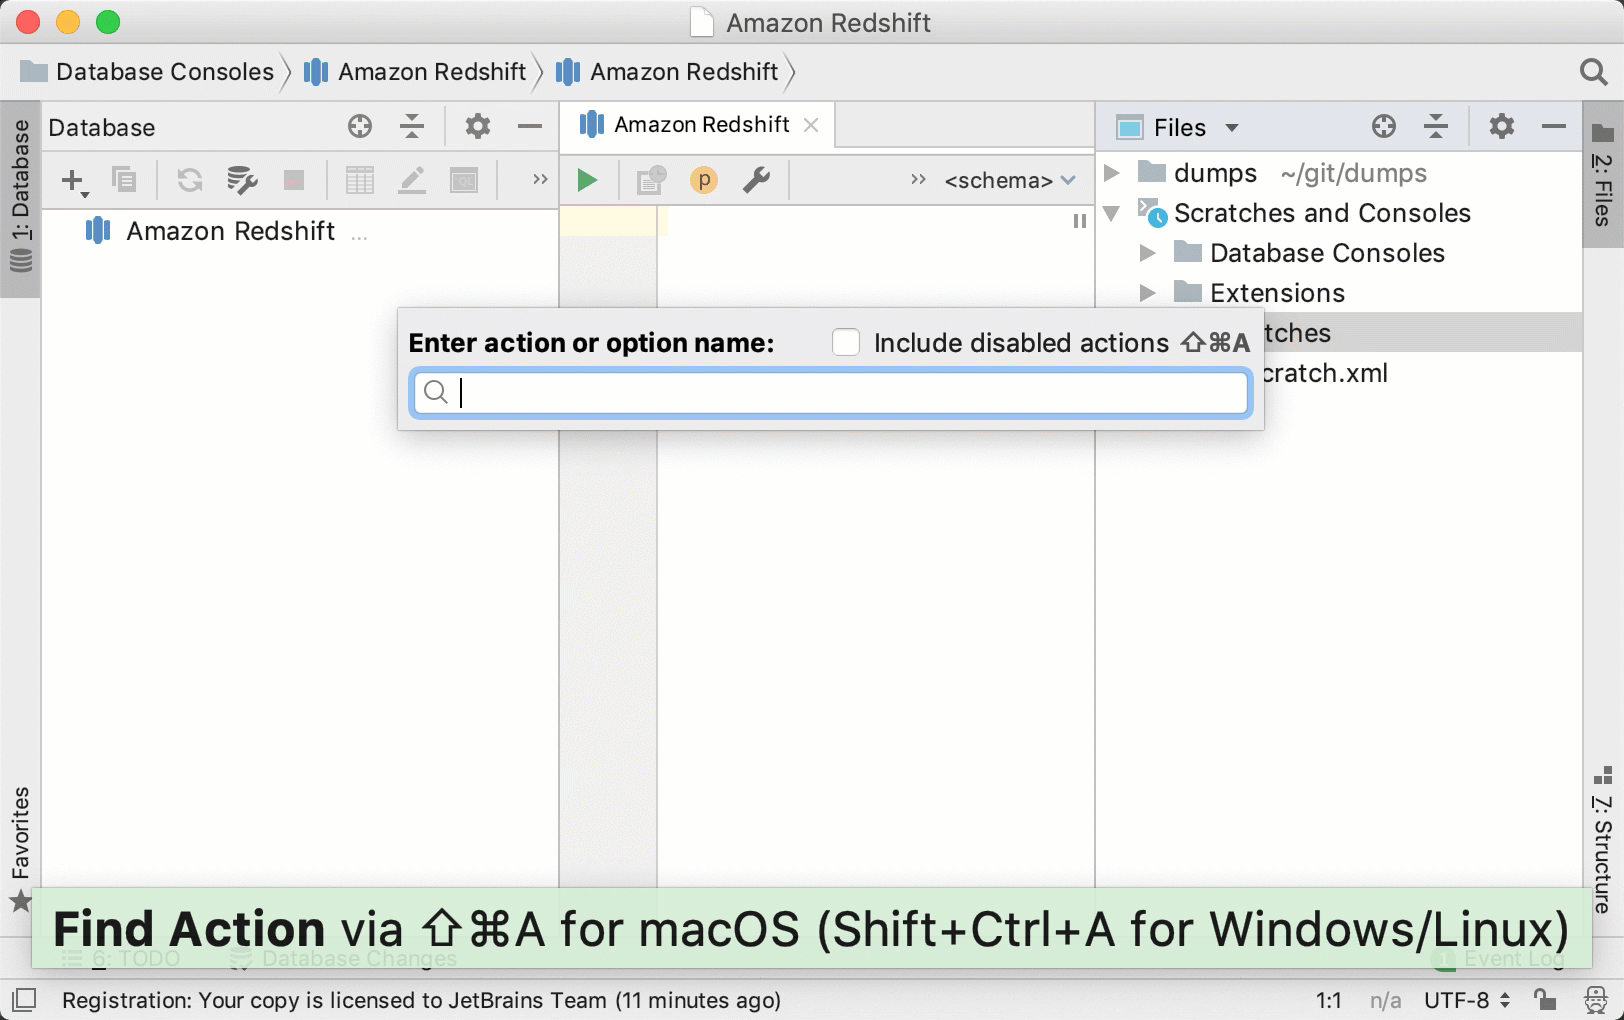 Amazon Redshift
Database Consoles Amazon Redshift Amazon Redshift
1: Database
Database
Amazon Redshift ...
Amazon Redshift
p
QL
<schema>
Files
dumps ~/git/dumps
Scratches and Consoles
Database Consoles
Extensions
tches
cratch.xml
2: Files
Enter action or option name: Include disabled actions ⇧⌘A
Favorites
7: Structure
Find Action via ⇧⌘A for macOS (Shift+Ctrl+A for Windows/Linux)
6: TODO Database Changes 1 Event Log
Registration: Your copy is licensed to JetBrains Team (11 minutes ago) 1:1 n/a UTF-8